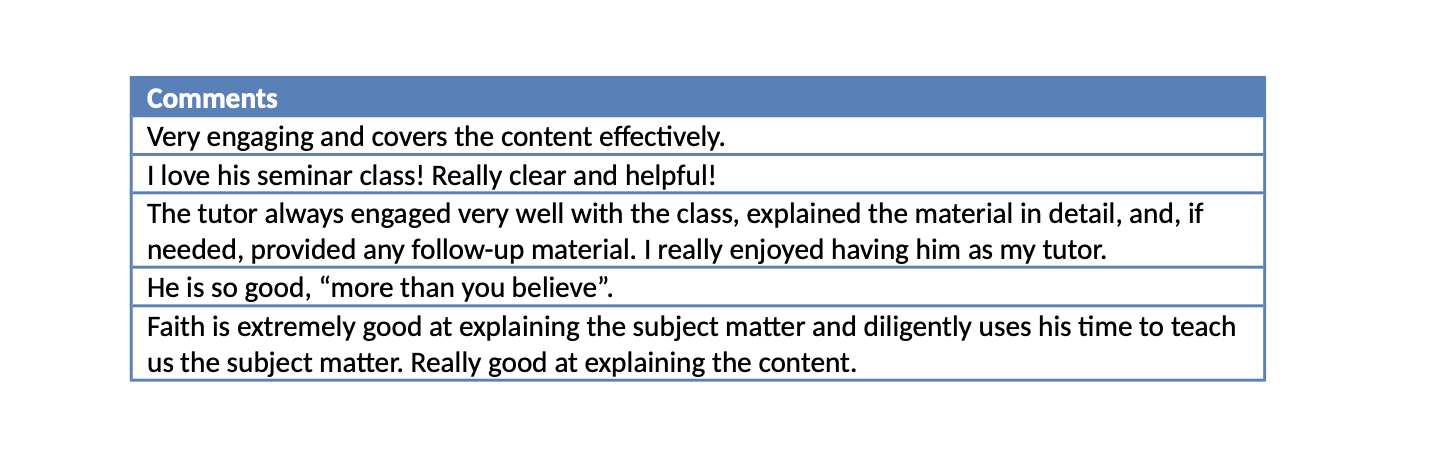 Comments
Very engaging and covers the content effectively.
I love his seminar class! Really clear and helpful!
The tutor always engaged very well with the class, explained the material in detail, and, if
needed, provided any follow-up material. I really enjoyed having him as my tutor.
He is so good, “more than you believe”.
Faith is extremely good at explaining the subject matter and diligently uses his time to teach
us the subject matter. Really good at explaining the content.